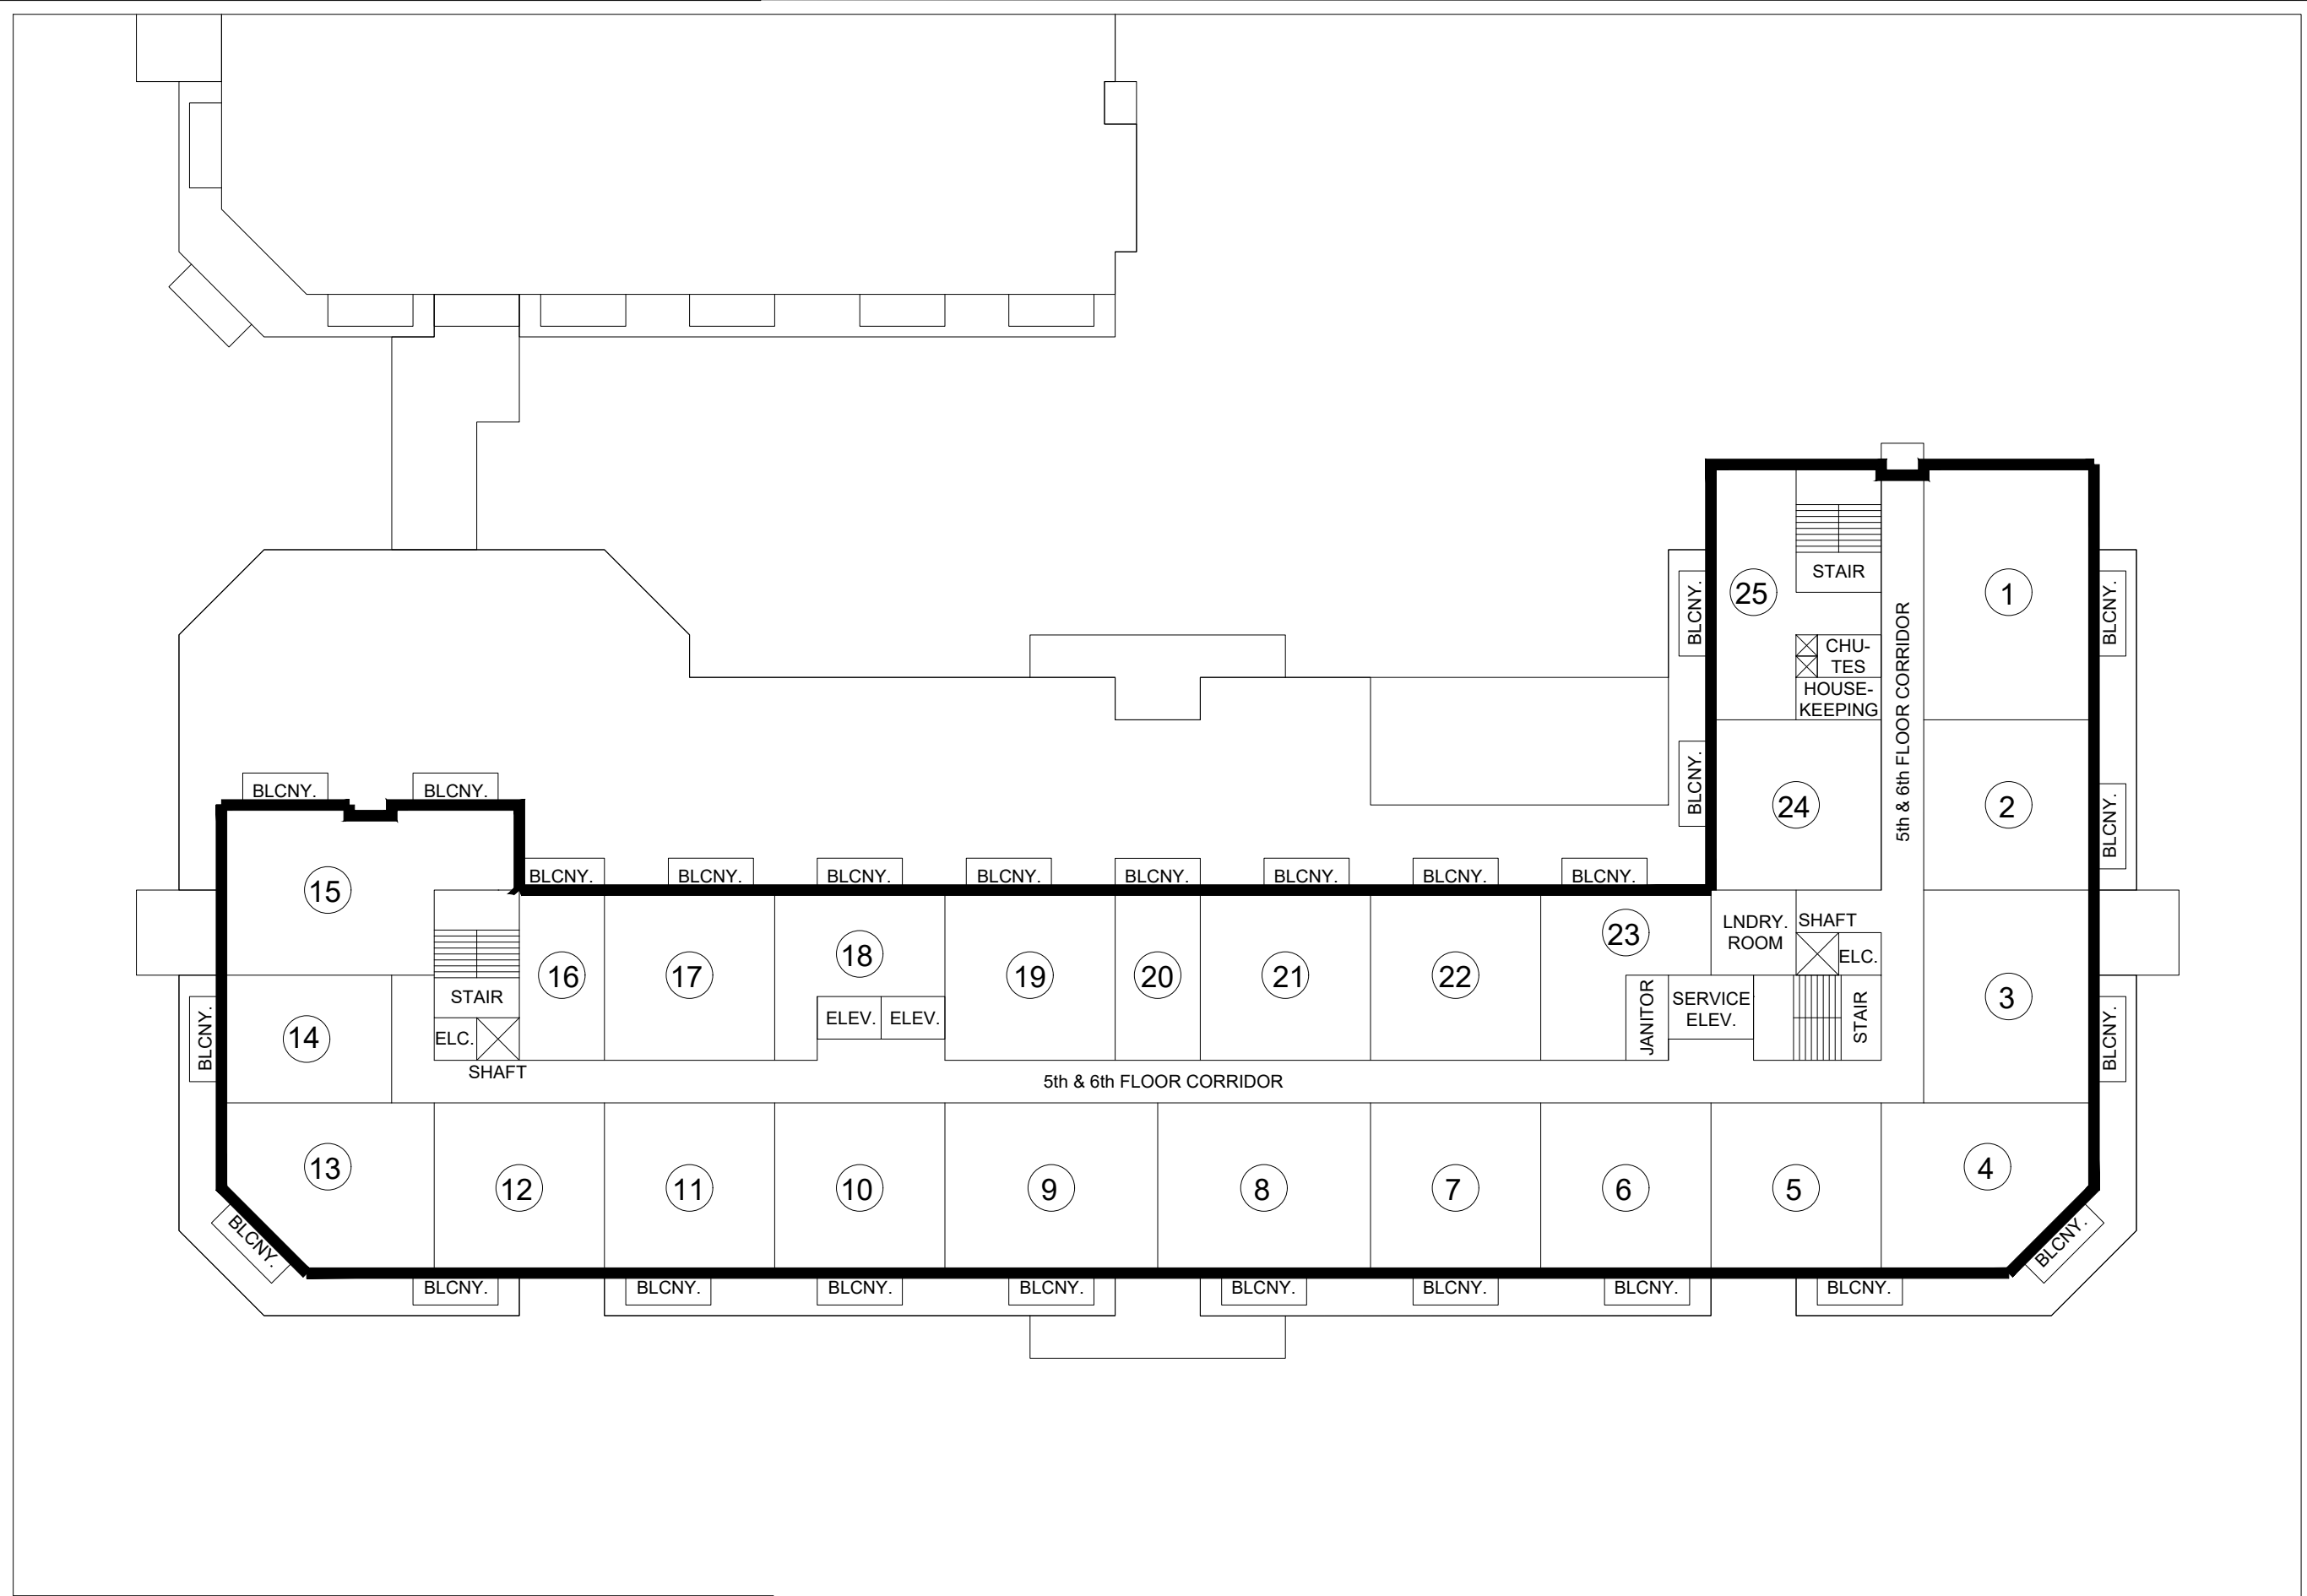 STAIR
25
1
BLCNY.
BLCNY.
CHU-
TES
HOUSE-
KEEPING
5th & 6th FLOOR CORRIDOR
BLCNY.
24
2
BLCNY.
BLCNY.
BLCNY.
15
BLCNY.
BLCNY.
BLCNY.
BLCNY.
BLCNY.
BLCNY.
BLCNY.
BLCNY.
LNDRY.
ROOM
SHAFT
ELC.
23
18
16
17
19
20
21
22
3
STAIR
ELEV.
ELEV.
JANITOR
SERVICE
ELEV.
STAIR
BLCNY.
BLCNY.
14
ELC.
SHAFT
5th & 6th FLOOR CORRIDOR
13
12
11
10
9
8
7
6
5
4
BLCNY.
BLCNY.
BLCNY.
BLCNY.
BLCNY.
BLCNY.
BLCNY.
BLCNY.
BLCNY.
BLCNY.